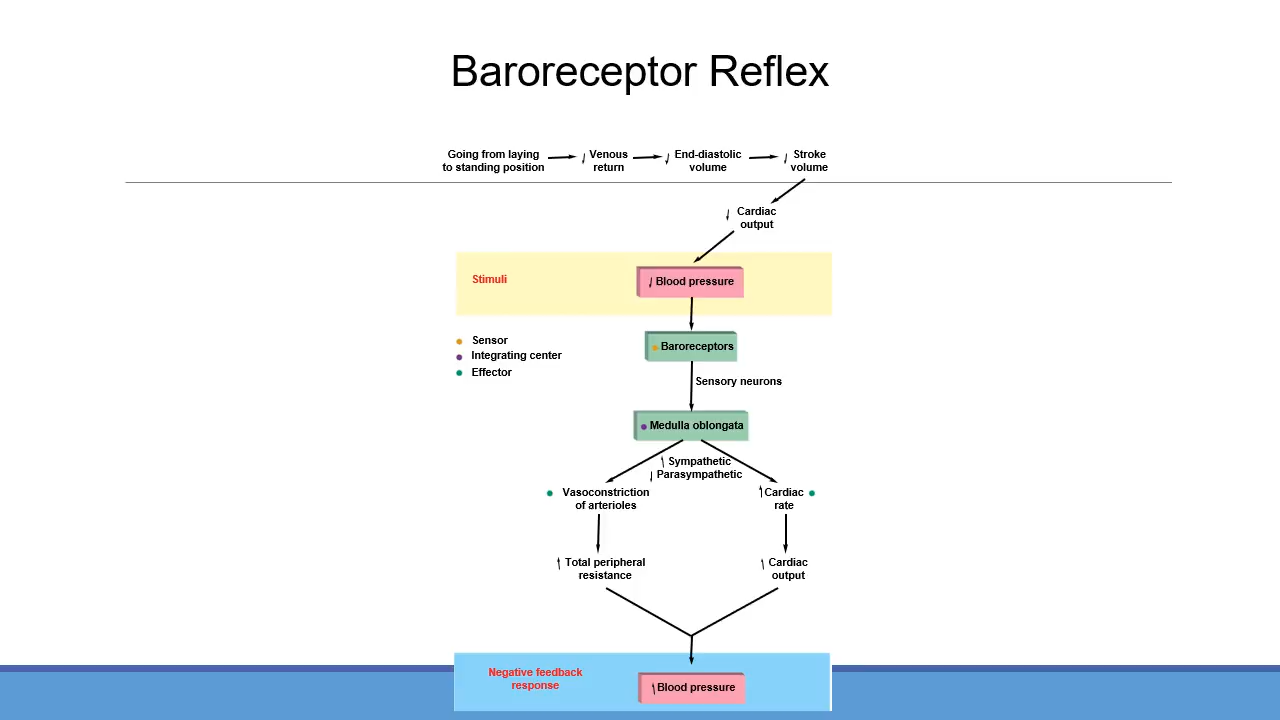 Baroreceptor Reflex
Going from laying
to standing position
↓ Venous
return
↓ End-diastolic
volume
↓ Stroke
volume
↓ Cardiac
output
Stimuli
↓ Blood pressure
Sensor
Integrating center
Effector
Baroreceptors
Sensory neurons
Medulla oblongata
↑ Sympathetic
↓ Parasympathetic
Vasoconstriction
of arterioles
↑ Cardiac
rate
↑ Total peripheral
resistance
↑ Cardiac
output
Negative feedback
response
↑ Blood pressure